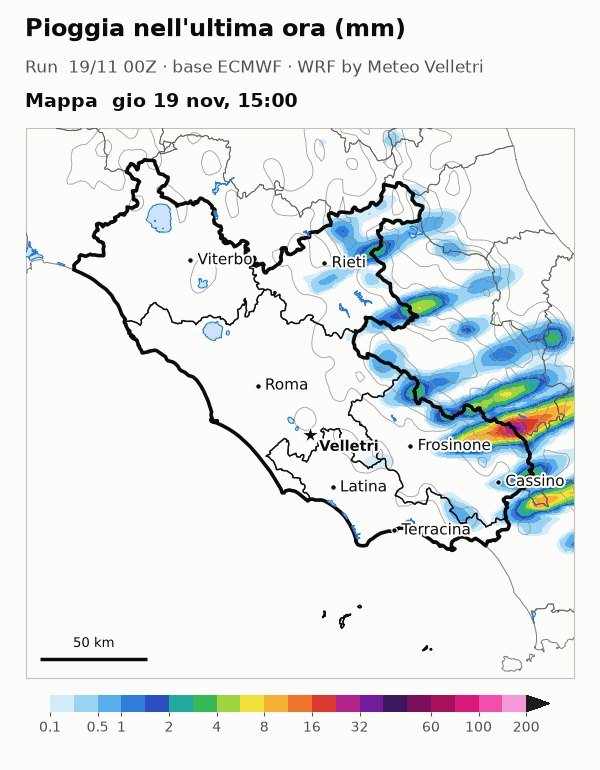 Pioggia nell'ultima ora (mm)
Run  19/11 00Z · base ECMWF · WRF by Meteo Velletri
Mappa  gio 19 nov, 15:00
Viterbo
Rieti
Roma
Velletri
Frosinone
Cassino
Latina
Terracina
50 km
0.1 0.5 1 2 4 8 16 32 60 100 200